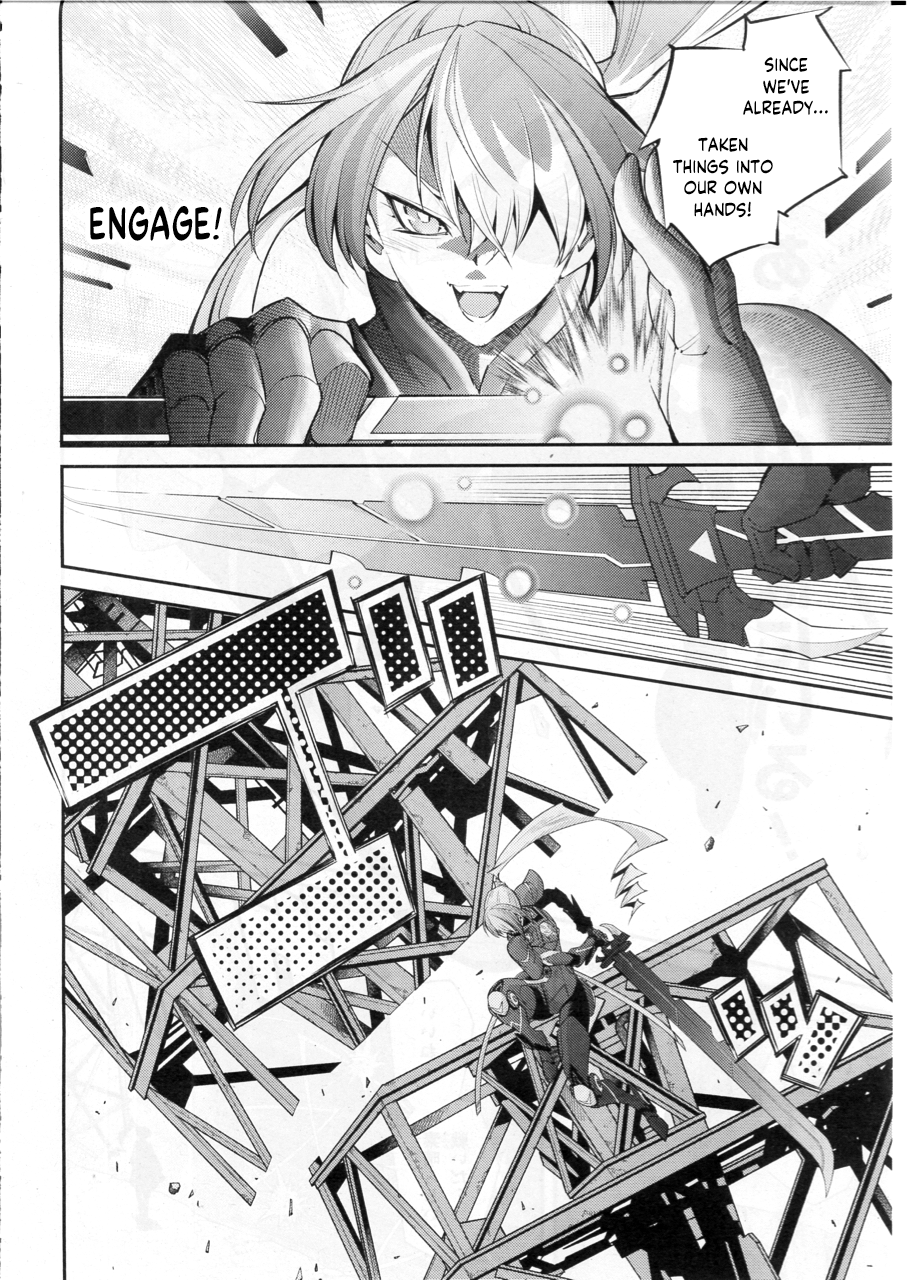 SINCE
WE'VE
ALREADY...
TAKEN
THINGS INTO
OUR OWN
HANDS!
ENGAGE!